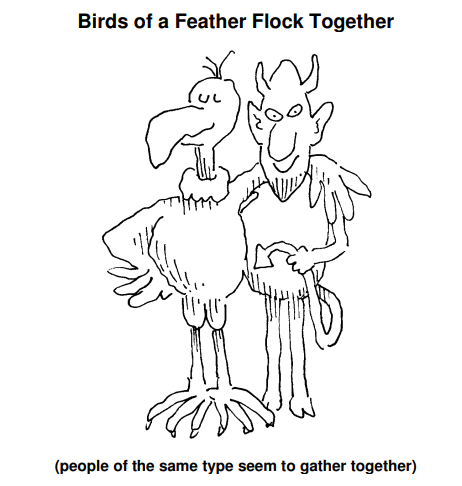 Birds of a Feather Flock Together
(people of the same type seem to gather together)